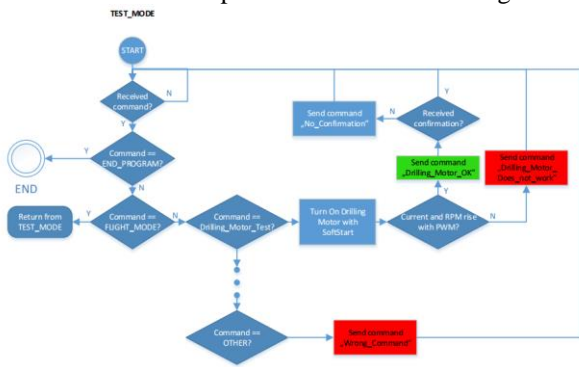 TEST_MODE
START
Received
command?
N
Y
Command ==
END_PROGRAM?
Y
N
END
Command ==
FLIGHT_MODE?
Y
N
Return from
TEST_MODE
Command ==
Drilling_Motor_Test?
Turn On Drilling
Motor with
SoftStart
Current and RPM rise
with PWM?
Y
N
Send command
„Drilling_Motor_OK"
Send command
„Drilling_Motor_
Does_not_work"
Received
confirmation?
Y
N
Send command
„No_Confirmation"
Command ==
OTHER?
Send command
„Wrong_Command"